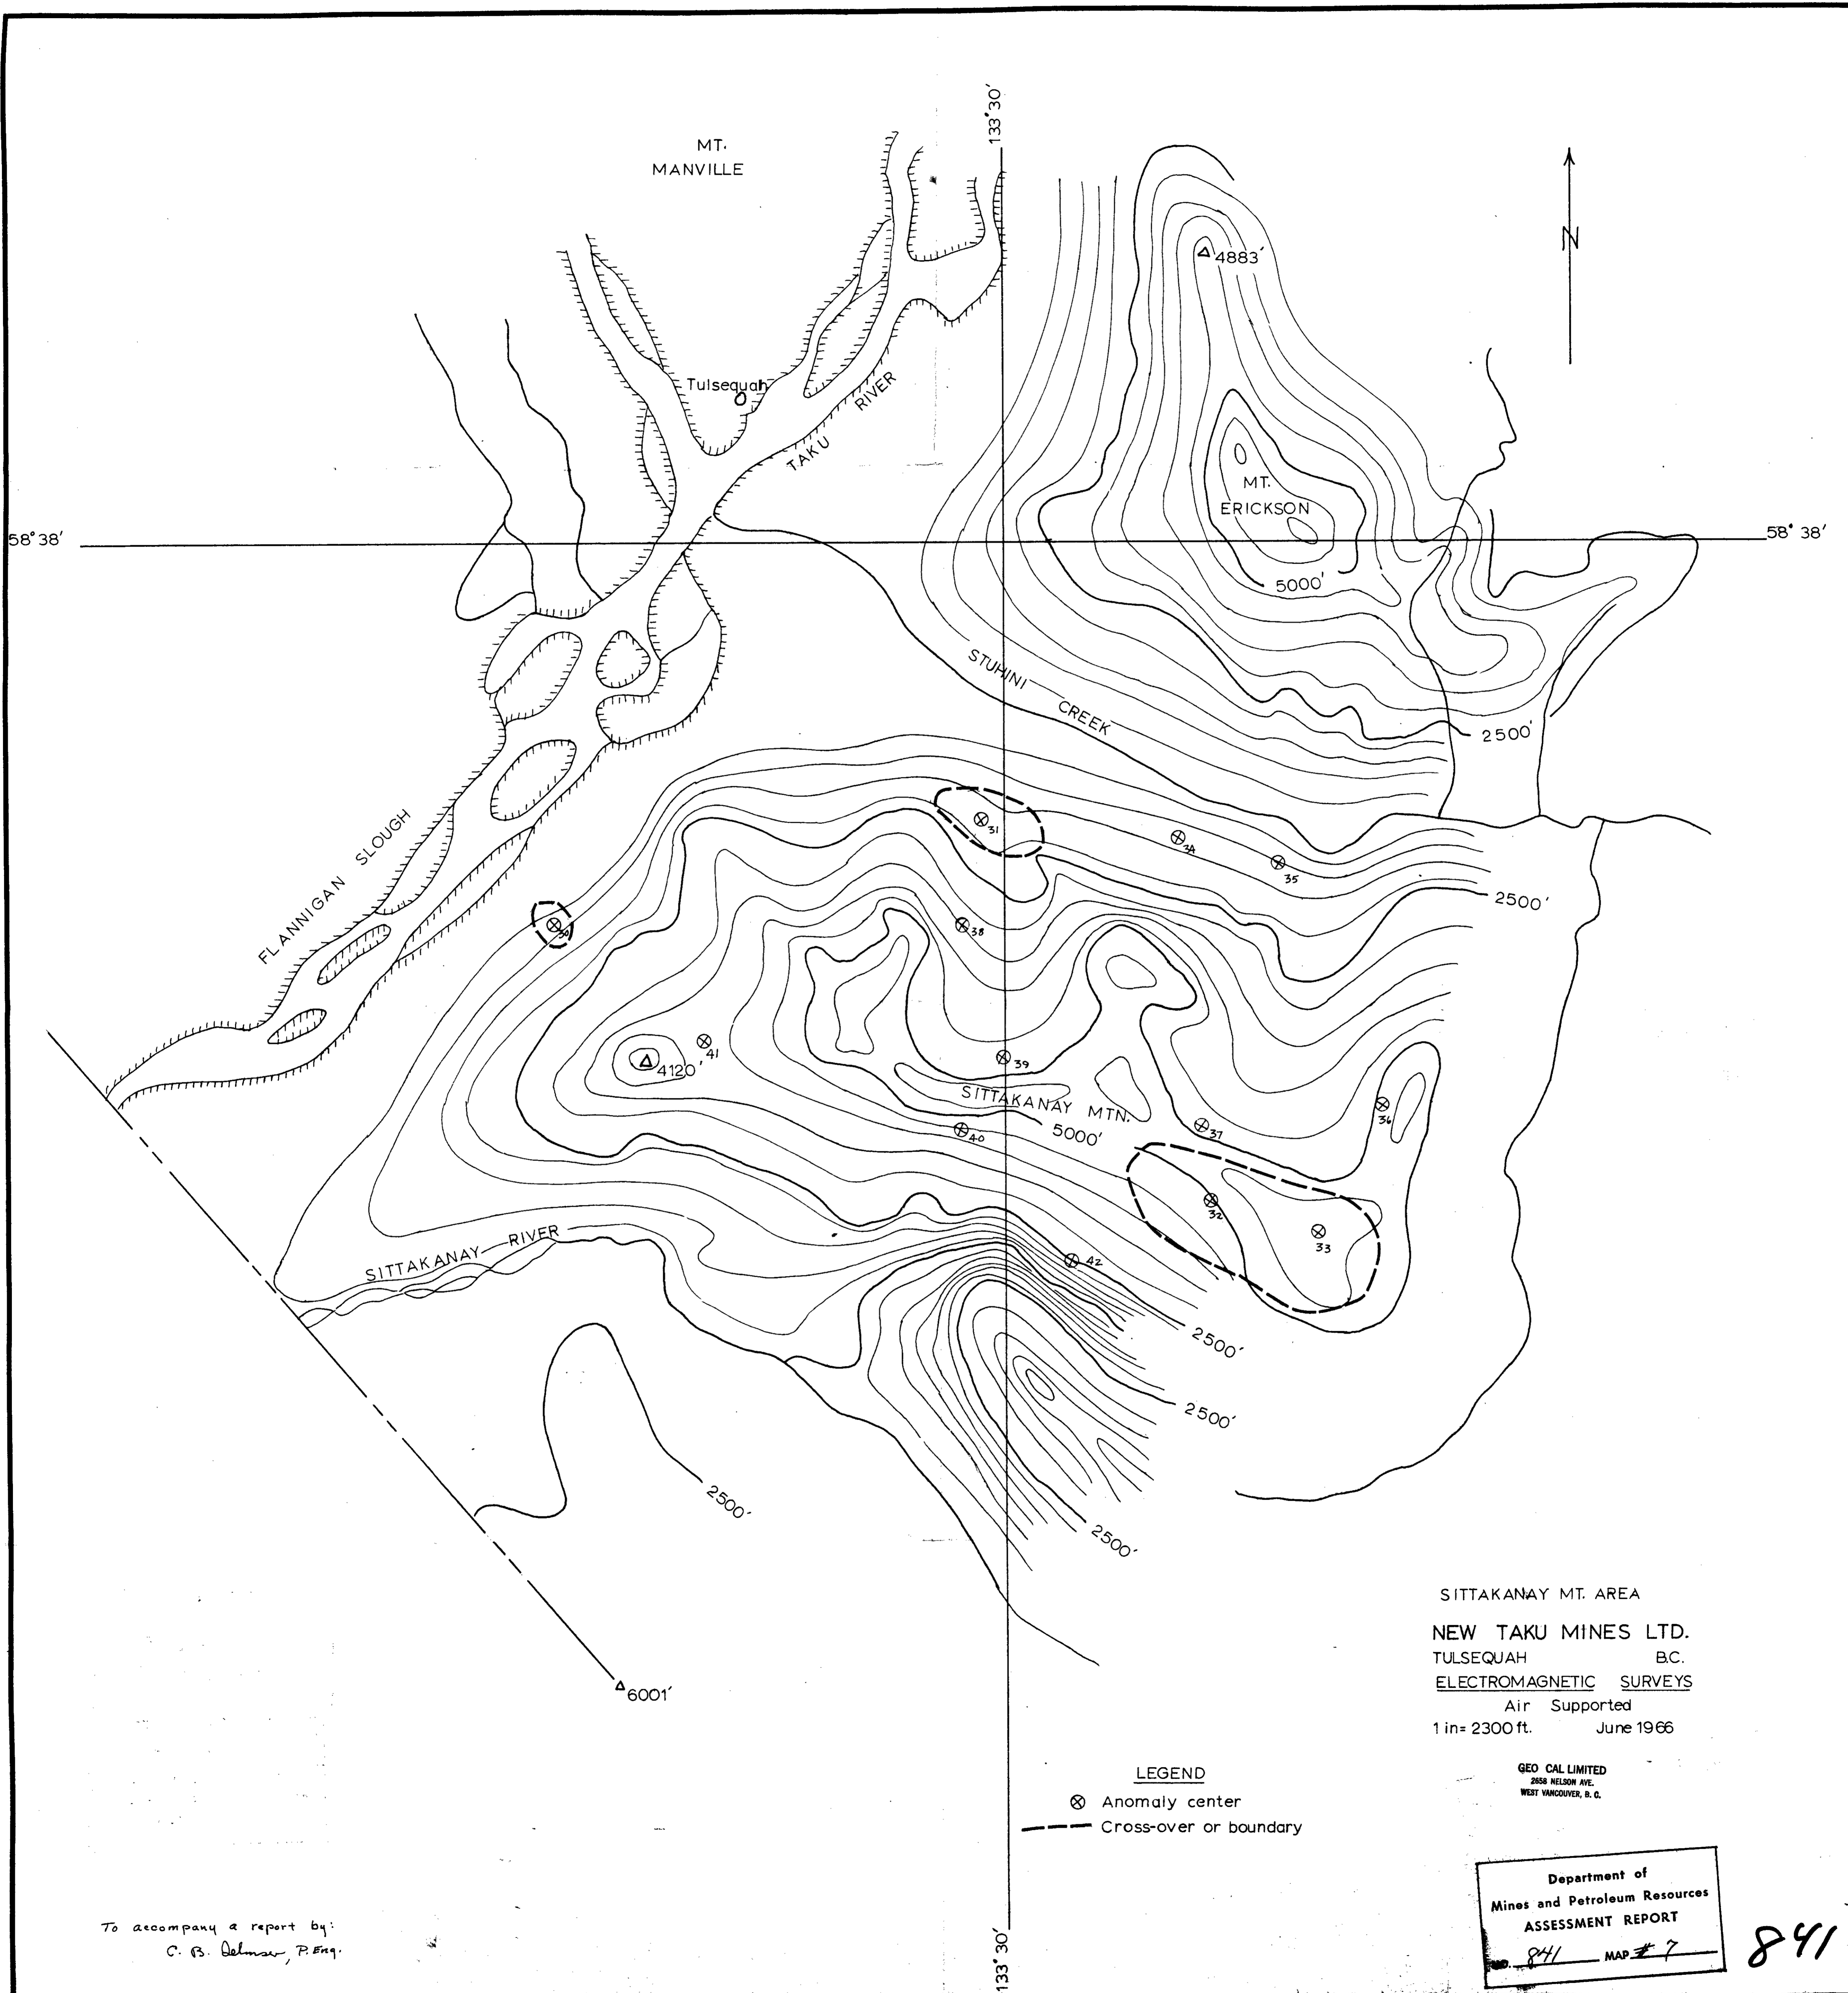 133° 30'
MT.
MANVILLE
N
4883'
Tulsequah
TAKU RIVER
MT.
ERICKSON
58° 38'
58° 38'
5000'
STUHINI CREEK
2500'
31
34
35
2500'
FLANNIGAN SLOUGH
30
38
41
4120'
39
SITTAKANAY MTN.
36
5000'
40
37
32
33
SITTAKANAY RIVER
42
2500'
2500'
2500'
2500'
6001'
SITTAKANAY MT. AREA
NEW TAKU MINES LTD.
TULSEQUAH B.C.
ELECTROMAGNETIC SURVEYS
Air Supported
1 in= 2300 ft. June 1966
GEO CAL LIMITED
2658 NELSON AVE.
WEST VANCOUVER, B. C.
LEGEND
Anomaly center
Cross-over or boundary
Department of
Mines and Petroleum Resources
ASSESSMENT REPORT
NO. 841 MAP # 7
841
To accompany a report by:
C. B. P. Eng.
133° 30'